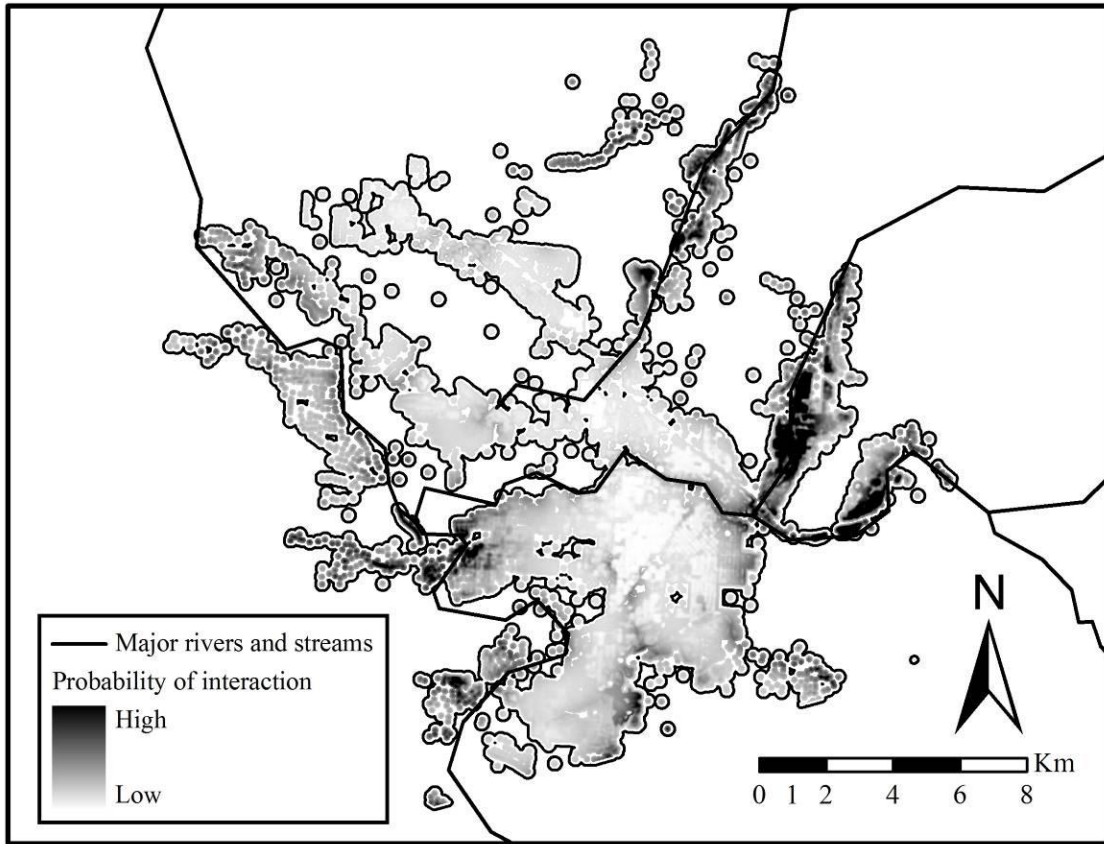 Major rivers and streams
Probability of interaction
High
Low
N
Km
0 1 2 4 6 8